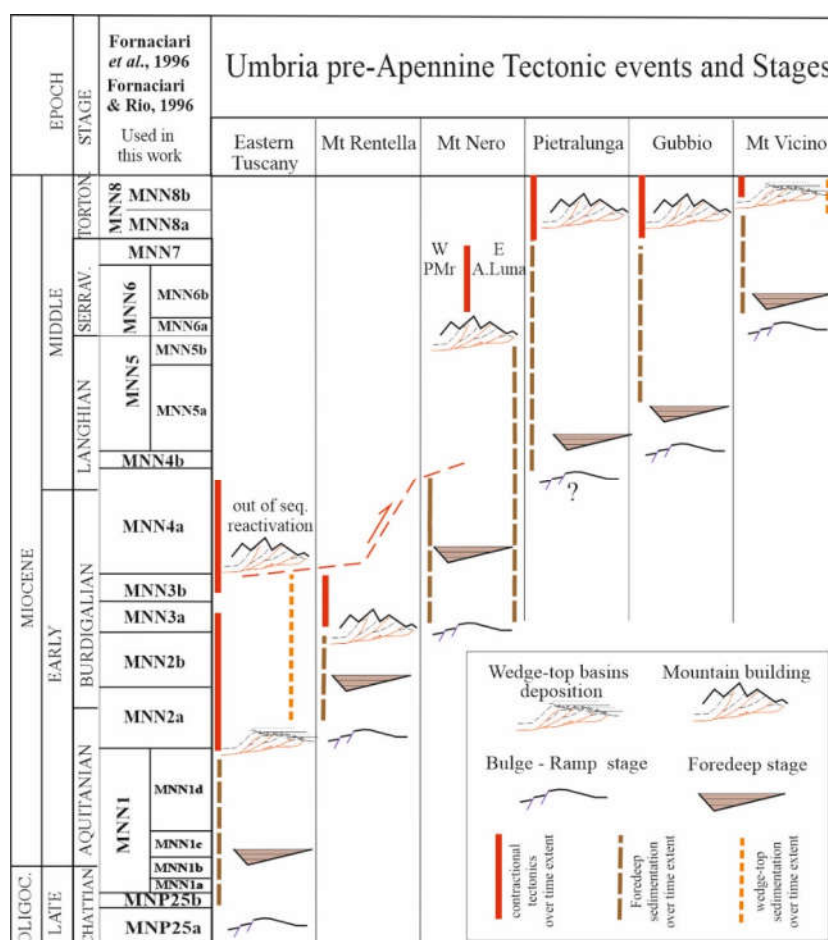 Fornaciari
et al., 1996
Fornaciari
& Rio, 1996
Used in
this work
EPOCH
STAGE
Umbria pre-Apennine Tectonic events and Stages
Eastern
Tuscany
Mt Rentella
Mt Nero
Pietralunga
Gubbio
Mt Vicino
MIOCENE
OLIGOC.
MIDDLE
EARLY
LATE
TORTON.
SERRAV.
LANGHIAN
BURDIGALIAN
AQUITANIAN
CHATTIAN
MNN8
MNN8b
MNN8a
MNN7
MNN6
MNN6b
MNN6a
MNN5
MNN5b
MNN5a
MNN4b
MNN4a
MNN3b
MNN3a
MNN2b
MNN2a
MNN1
MNN1d
MNN1c
MNN1b
MNN1a
MNP25b
MNP25a
W
PMr
E
A.Luna
?
out of seq.
reactivation
Wedge-top basins
deposition
Mountain building
Bulge - Ramp stage
Foredeep stage
contractional
tectonics
over time extent
Foredeep
sedimentation
over time extent
wedge-top
sedimentation
over time extent